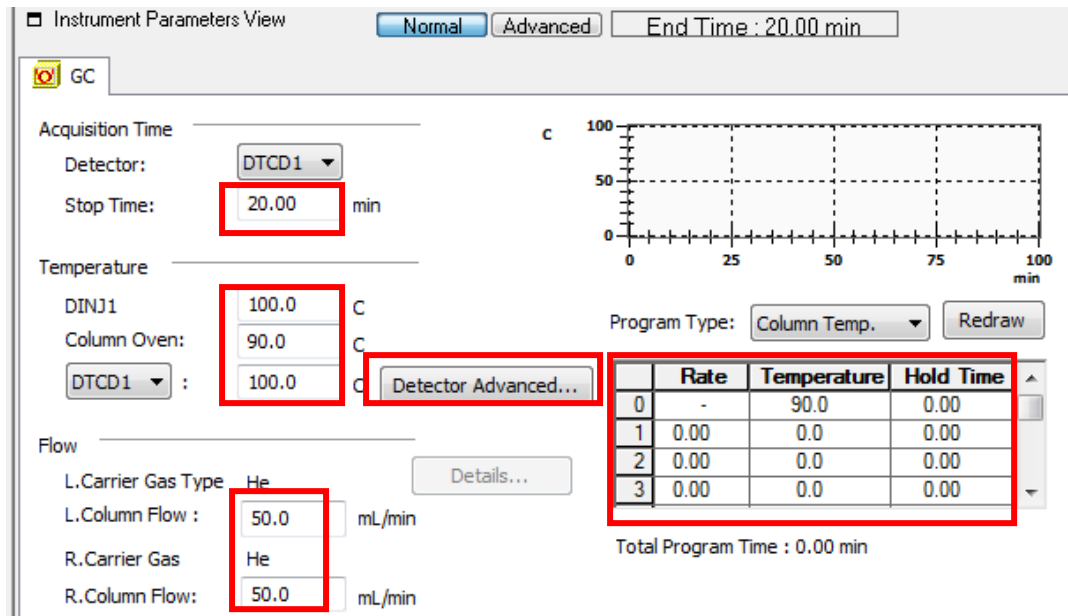 Instrument Parameters View
Normal Advanced End Time : 20.00 min
GC
Acquisition Time
Detector: DTCD1
Stop Time: 20.00 min
Temperature
DINJ1 100.0 C
Column Oven: 90.0 C
DTCD1 : 100.0 C Detector Advanced...
Flow
L.Carrier Gas Type He Details...
L.Column Flow : 50.0 mL/min
R.Carrier Gas He
R.Column Flow: 50.0 mL/min
C
100
50
0
0 25 50 75 100
min
Program Type: Column Temp. Redraw
Rate Temperature Hold Time
0 - 90.0 0.00
1 0.00 0.0 0.00
2 0.00 0.0 0.00
3 0.00 0.0 0.00
Total Program Time : 0.00 min